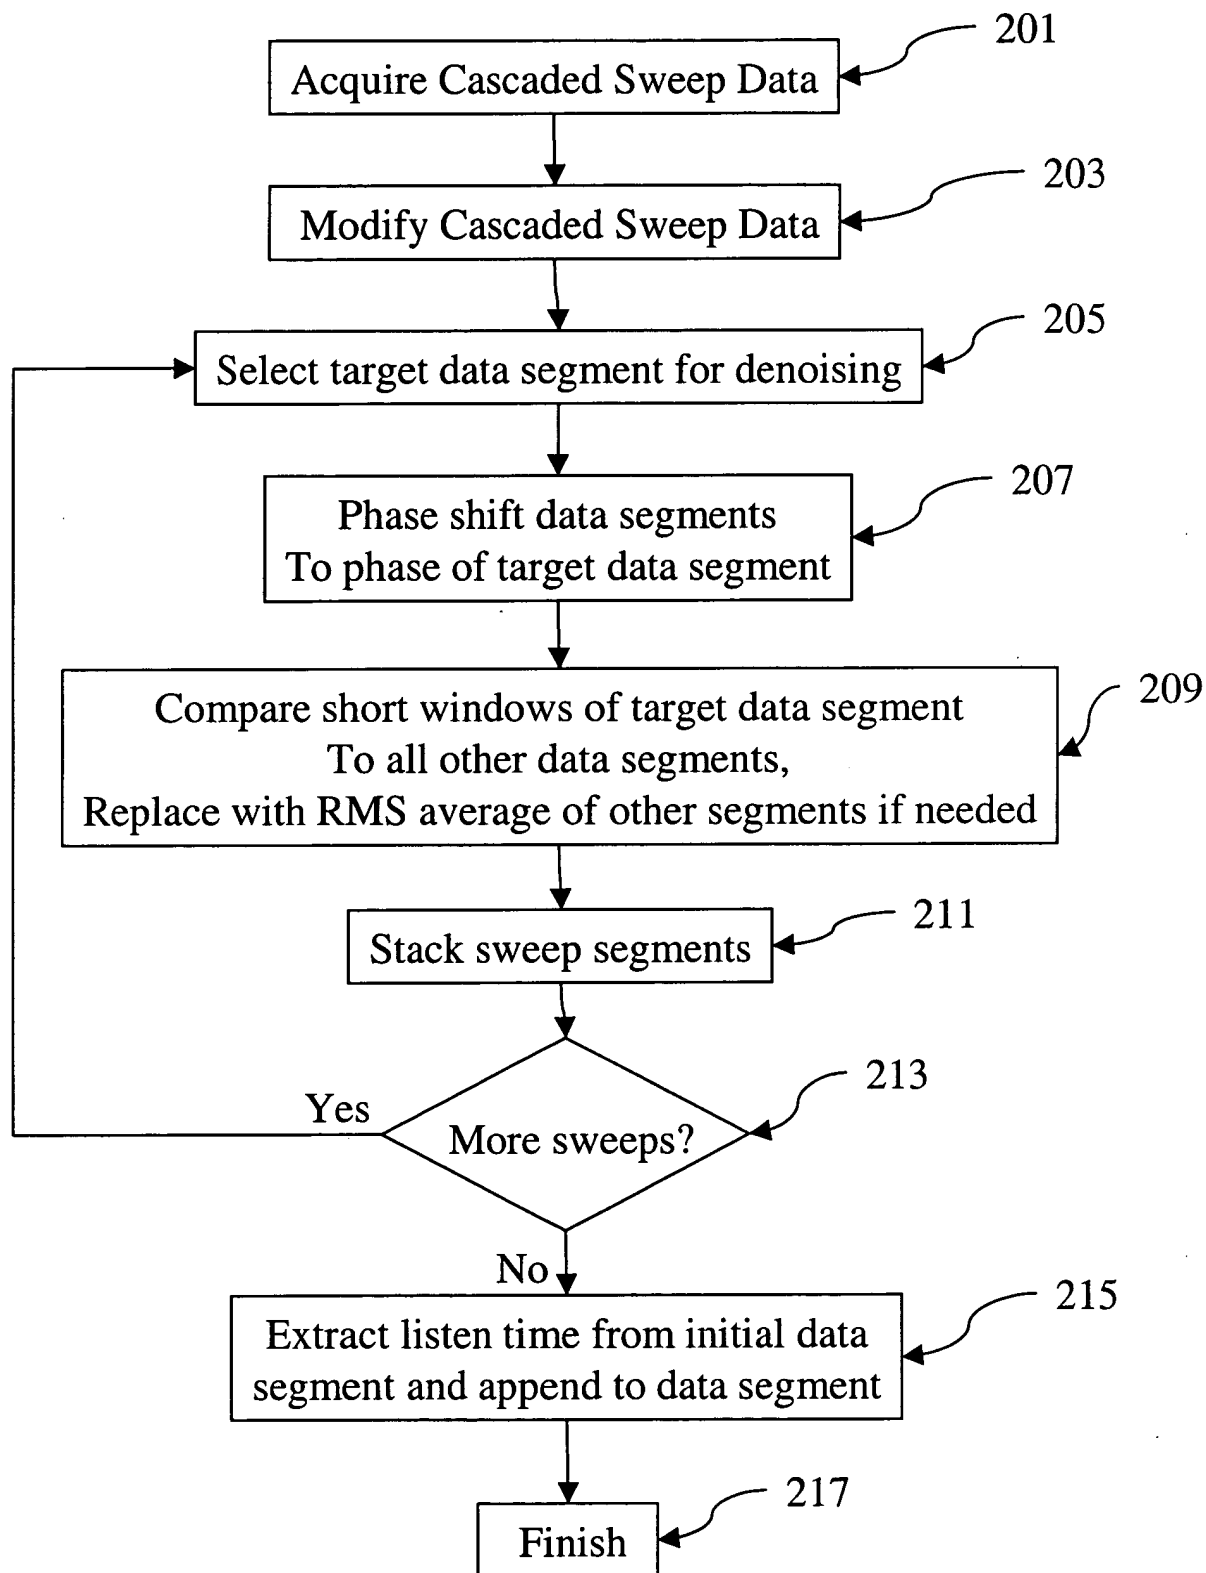 201
Acquire Cascaded Sweep Data
203
Modify Cascaded Sweep Data
205
Select target data segment for denoising
207
Phase shift data segments
To phase of target data segment
209
Compare short windows of target data segment
To all other data segments,
Replace with RMS average of other segments if needed
211
Stack sweep segments
213
Yes
More sweeps?
No
215
Extract listen time from initial data
segment and append to data segment
217
Finish